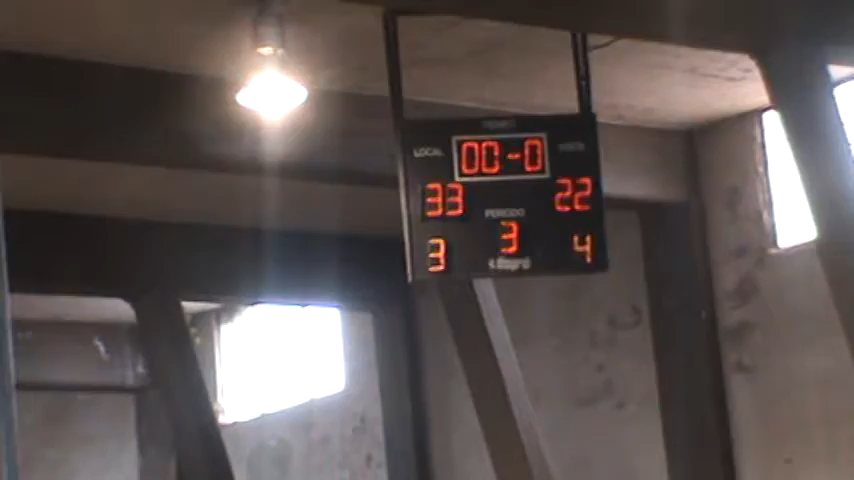 LOCAL
00-0
33 22
PERIODO
3
3 4